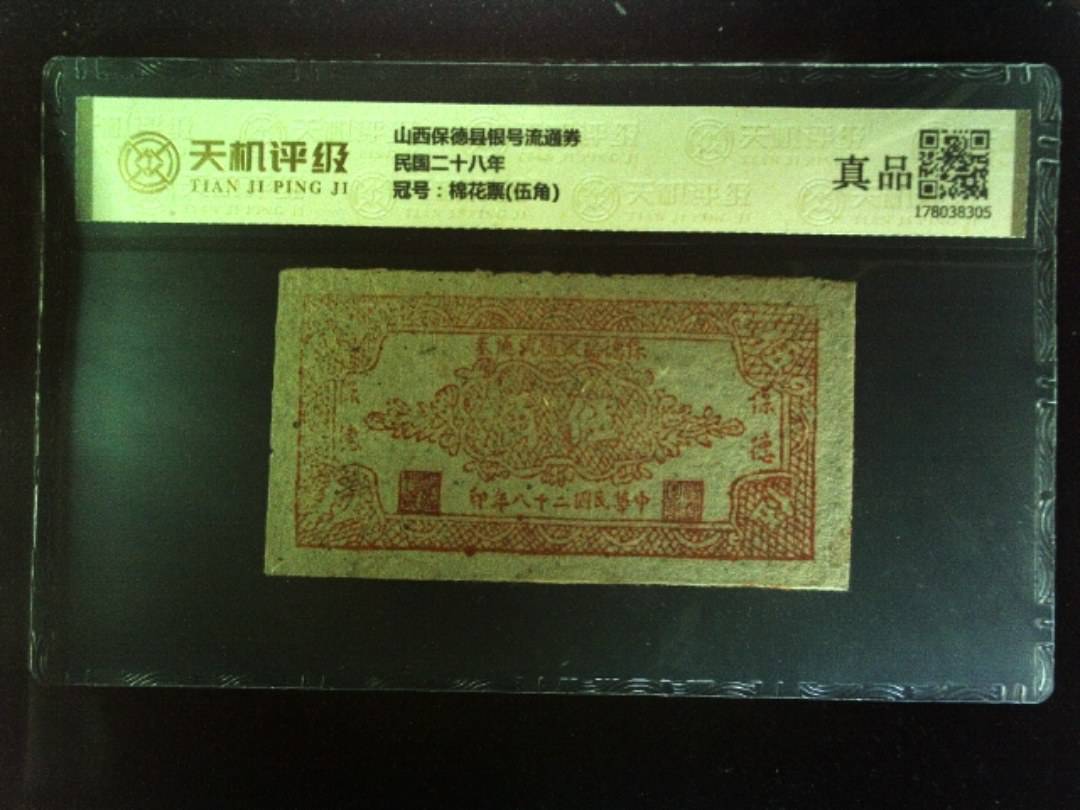 天机评级
TIAN JI PING JI
山西保德县银号流通券
民国二十八年
冠号：棉花票(伍角)
真品
178038305
保德
印年八十二國民華中